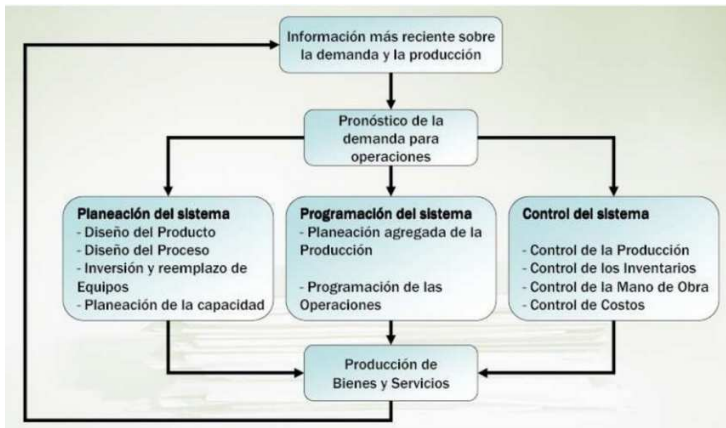 Información más reciente sobre
la demanda y la producción
Pronóstico de la
demanda para
operaciones
Planeación del sistema
- Diseño del Producto
- Diseño del Proceso
- Inversión y reemplazo de
Equipos
- Planeación de la capacidad
Programación del sistema
- Planeación agregada de la
Producción
- Programación de las
Operaciones
Control del sistema
- Control de la Producción
- Control de los Inventarios
- Control de la Mano de Obra
- Control de Costos
Producción de
Bienes y Servicios